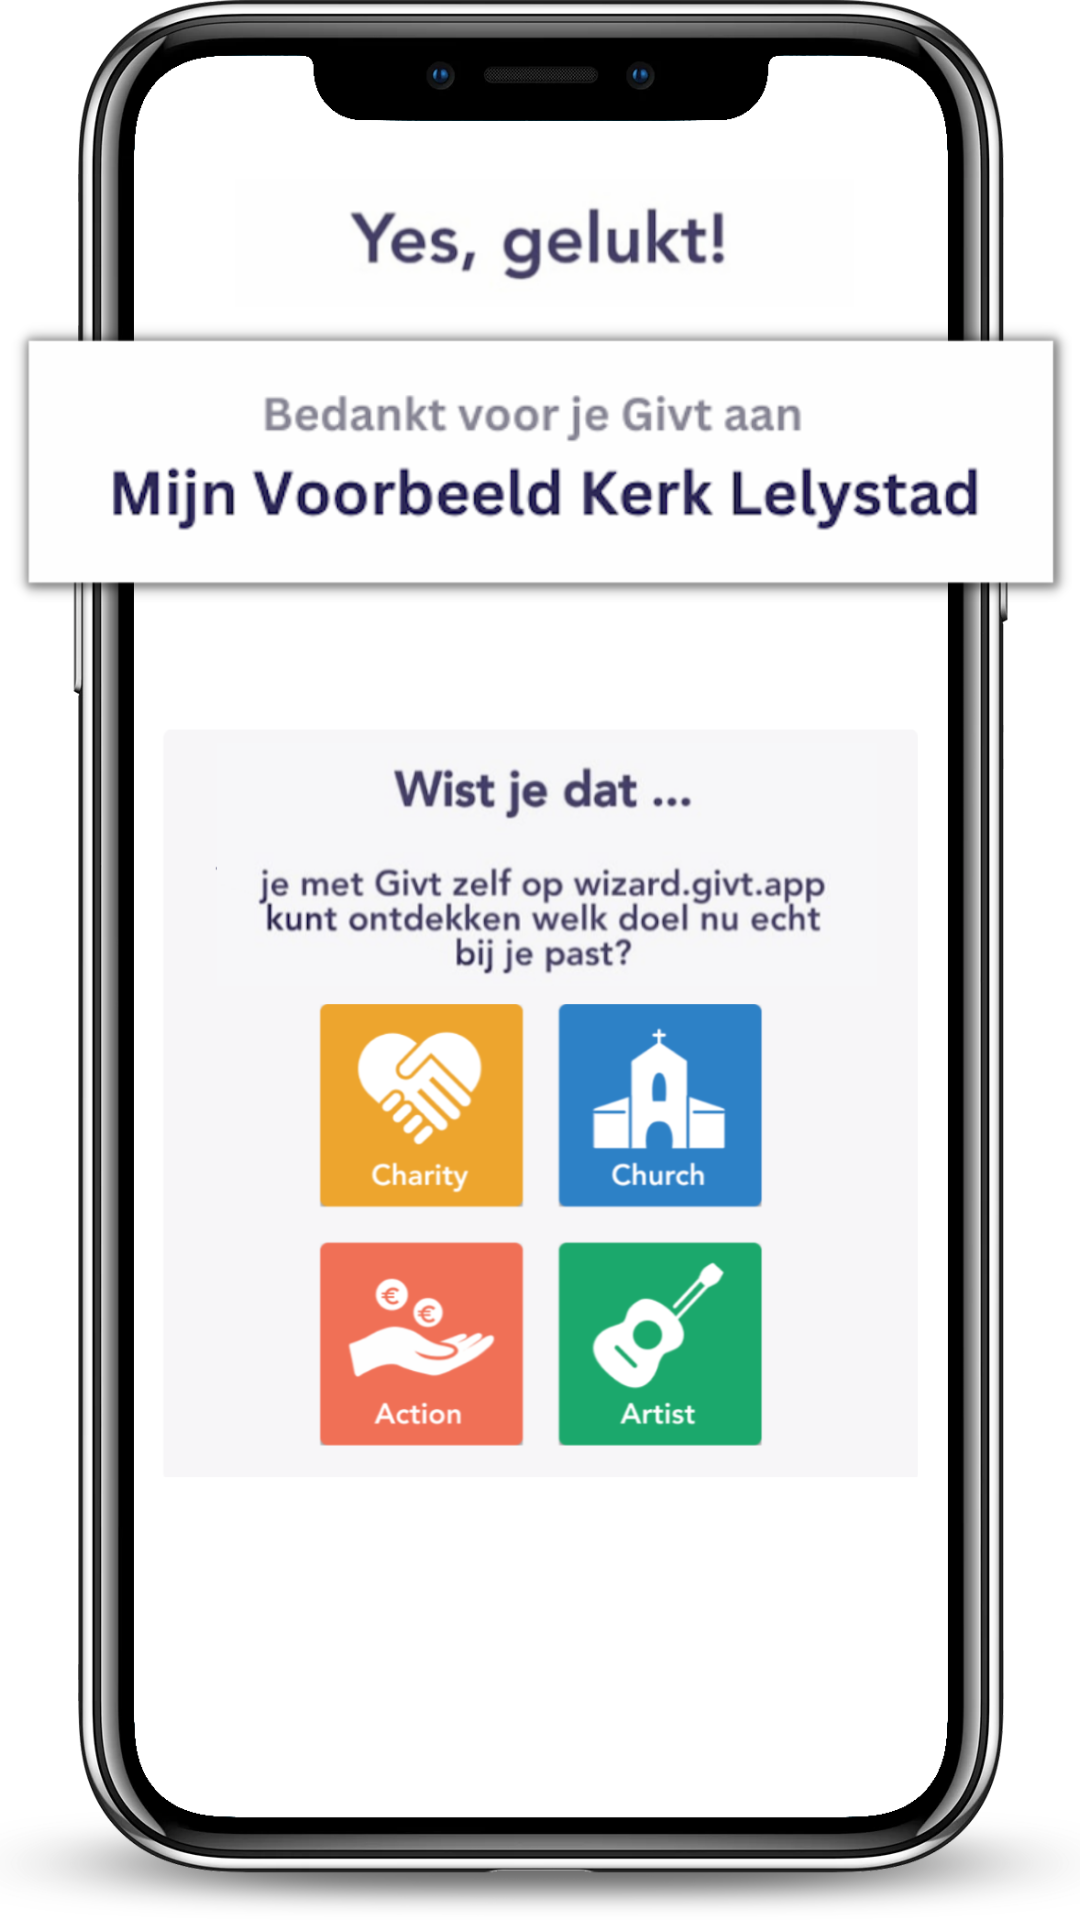 Yes, gelukt!
Bedankt voor je Givt aan
Mijn Voorbeeld Kerk Lelystad
Wist je dat ...
je met Givt zelf op wizard.givt.app
kunt ontdekken welk doel nu echt
bij je past?
Charity
Church
€ €
Action
Artist